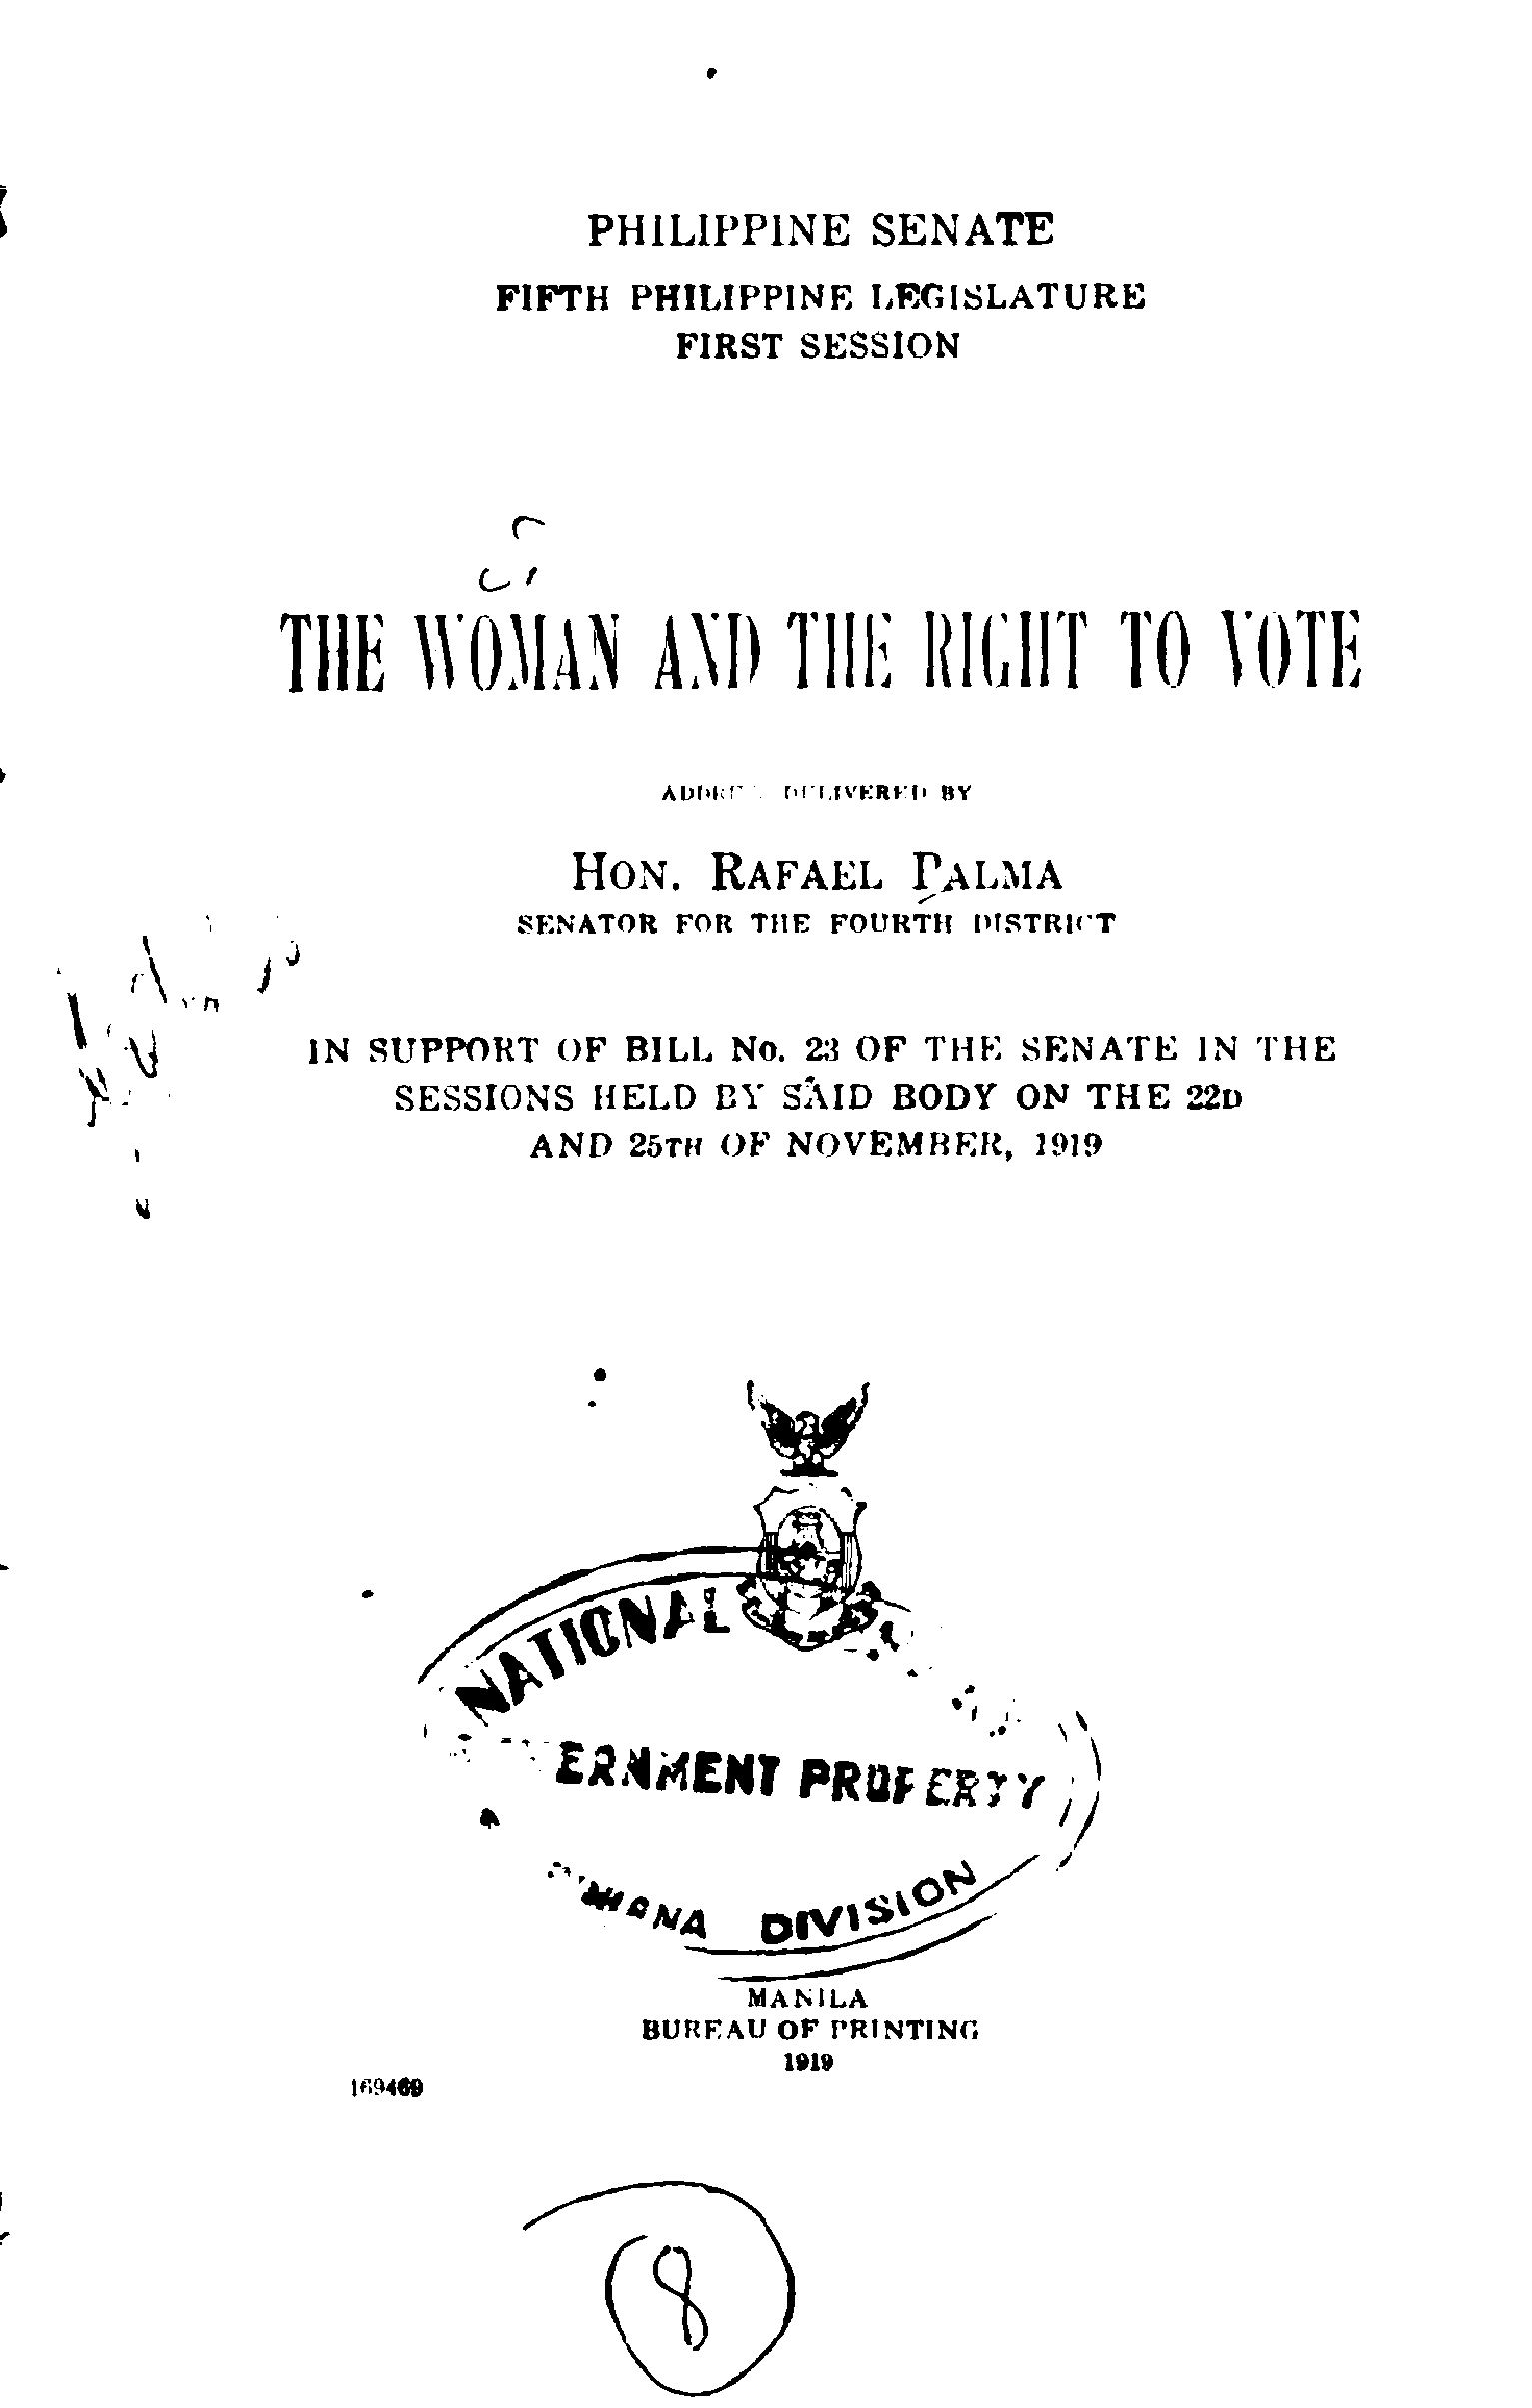 PHILIPPINE SENATE
FIFTH PHILIPPINE LEGISLATURE
FIRST SESSION
THE WOMAN AND THE RIGHT TO VOTE
DELIVERED BY
HON. RAFAEL PALMA
SENATOR FOR THE FOURTH DISTRICT
IN SUPPORT OF BILL No. 23 OF THE SENATE IN THE
SESSIONS HELD BY SAID BODY ON THE 22D
AND 25TH OF NOVEMBER, 1919
NATIONAL
ERNMENT PROPERTY
DIVISION
MANILA
BUREAU OF PRINTING
1919
169469
8